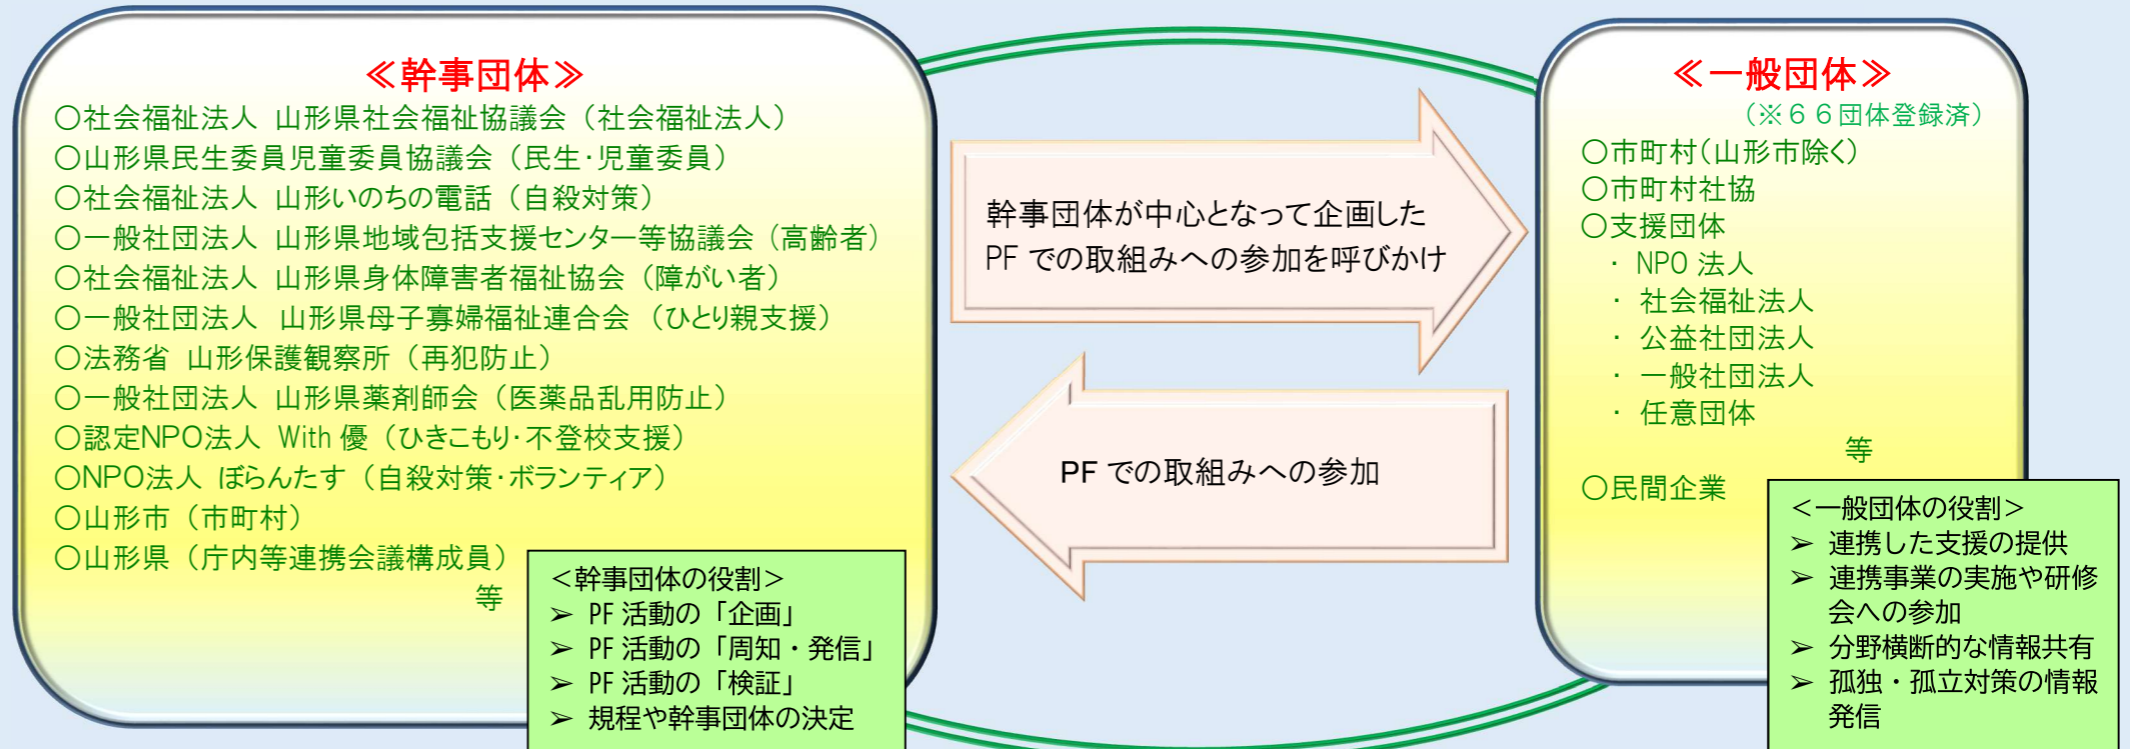 ≪幹事団体≫
○社会福祉法人 山形県社会福祉協議会（社会福祉法人）
○山形県民生委員児童委員協議会（民生･児童委員）
○社会福祉法人 山形いのちの電話（自殺対策）
○一般社団法人 山形県地域包括支援センター等協議会（高齢者）
○社会福祉法人 山形県身体障害者福祉協会（障がい者）
○一般社団法人 山形県母子寡婦福祉連合会（ひとり親支援）
○法務省 山形保護観察所（再犯防止）
○一般社団法人 山形県薬剤師会（医薬品乱用防止）
○認定NPO法人 With 優（ひきこもり･不登校支援）
○NPO法人 ぼらんたす（自殺対策･ボランティア）
○山形市（市町村）
○山形県（庁内等連携会議構成員）
等
＜幹事団体の役割＞
➢ PF 活動の「企画」
➢ PF 活動の「周知・発信」
➢ PF 活動の「検証」
➢ 規程や幹事団体の決定
幹事団体が中心となって企画した
PF での取組みへの参加を呼びかけ
PF での取組みへの参加
≪一般団体≫
（※６６団体登録済）
○市町村（山形市除く）
○市町村社協
○支援団体
・ NPO 法人
・ 社会福祉法人
・ 公益社団法人
・ 一般社団法人
・ 任意団体
等
○民間企業
＜一般団体の役割＞
➢ 連携した支援の提供
➢ 連携事業の実施や研修
会への参加
➢ 分野横断的な情報共有
➢ 孤独・孤立対策の情報
発信